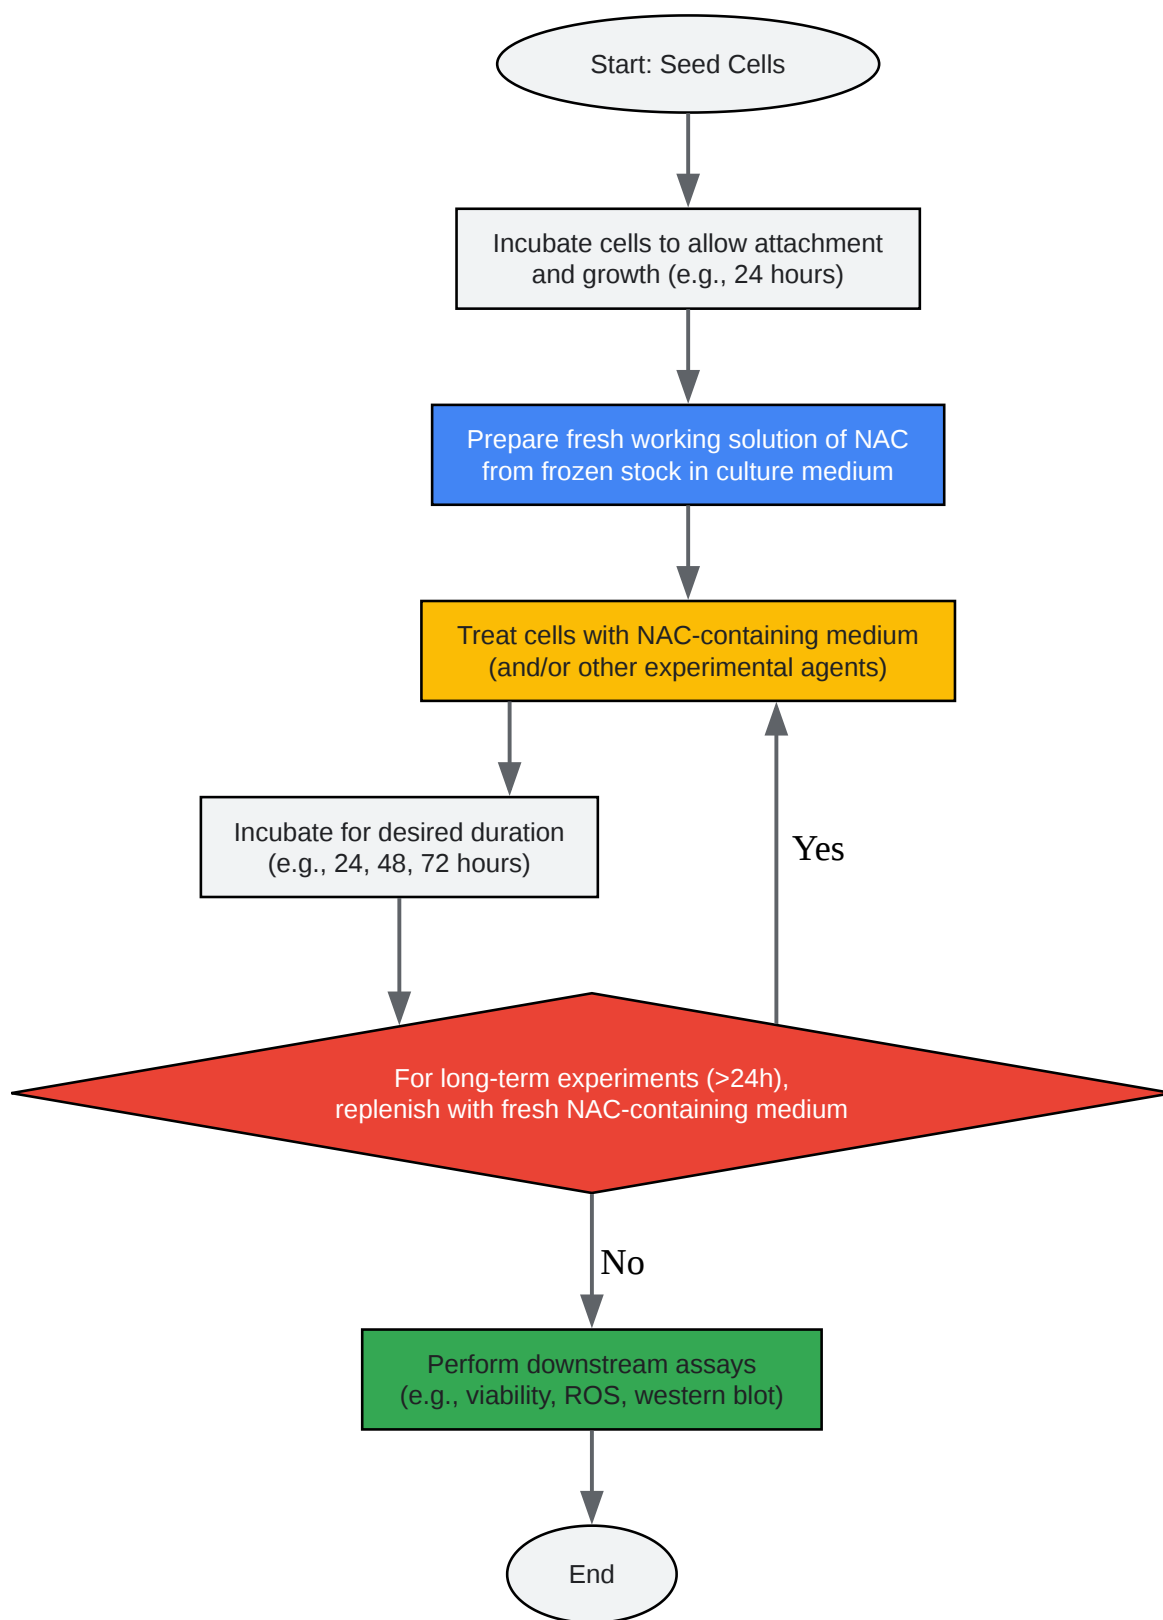 Start: Seed Cells
Incubate cells to allow attachment
and growth (e.g., 24 hours)
Prepare fresh working solution of NAC
from frozen stock in culture medium
Treat cells with NAC-containing medium
(and/or other experimental agents)
Incubate for desired duration
(e.g., 24, 48, 72 hours)
Yes
For long-term experiments (>24h),
replenish with fresh NAC-containing medium
No
Perform downstream assays
(e.g., viability, ROS, western blot)
End